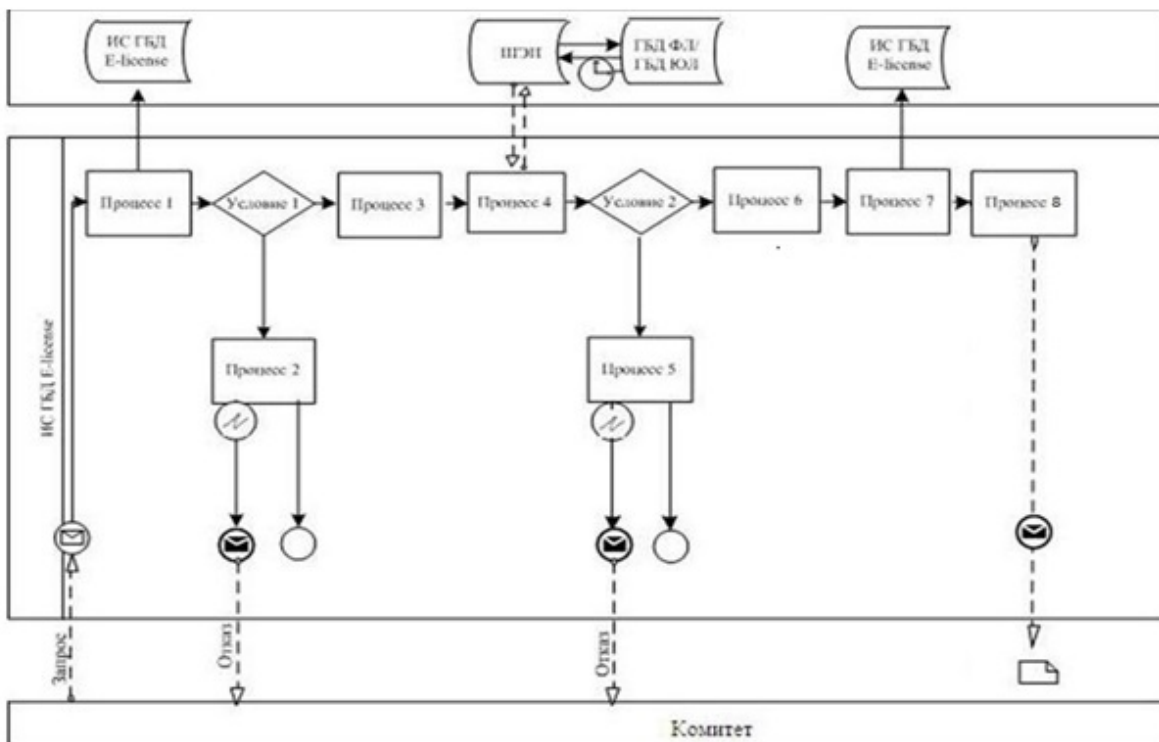 ИС ГБД
E-license
ШЭП
ГБД ФЛ/
ГБД ЮЛ
ИС ГБД
E-license
Процесс 1
Условие 1
Процесс 3
Процесс 4
Условие 2
Процесс 6
Процесс 7
Процесс 8
Процесс 2
Процесс 5
ИС ГБД E-license
Запрос
Отказ
Отказ
Комитет